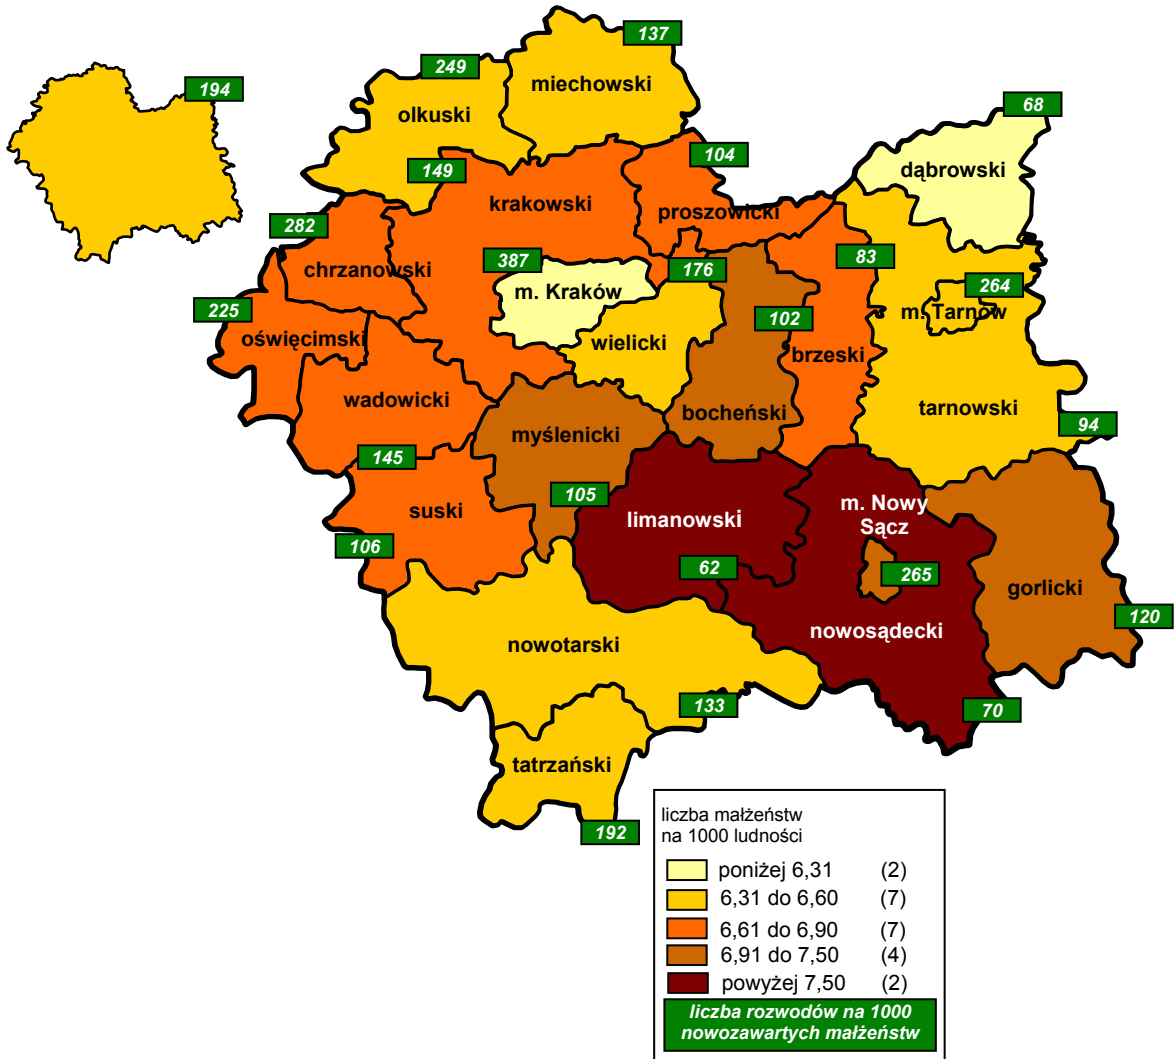 137
249
194
miechowski
olkuski
68
104
149
dąbrowski
krakowski
proszowicki
282
83
387
chrzanowski
176
264
m. Kraków
225
m. Tarnów
102
oświęcimski
wielicki
brzeski
wadowicki
bocheński
tarnowski
myślenicki
94
145
105
m. Nowy
Sącz
suski
limanowski
106
62
265
gorlicki
120
nowosądecki
nowotarski
133
70
tatrzański
192
liczba małżeństw
na 1000 ludności
poniżej 6,31 (2)
6,31 do 6,60 (7)
6,61 do 6,90 (7)
6,91 do 7,50 (4)
powyżej 7,50 (2)
liczba rozwodów na 1000
nowozawartych małżeństw